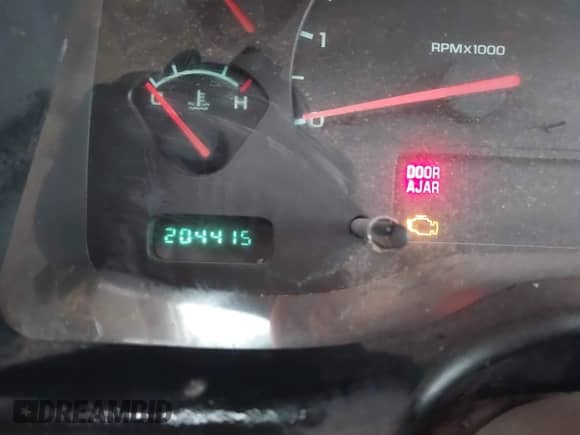 1
RPMX1000
C
H
0
DOOR
AJAR
204415
DREAMBID